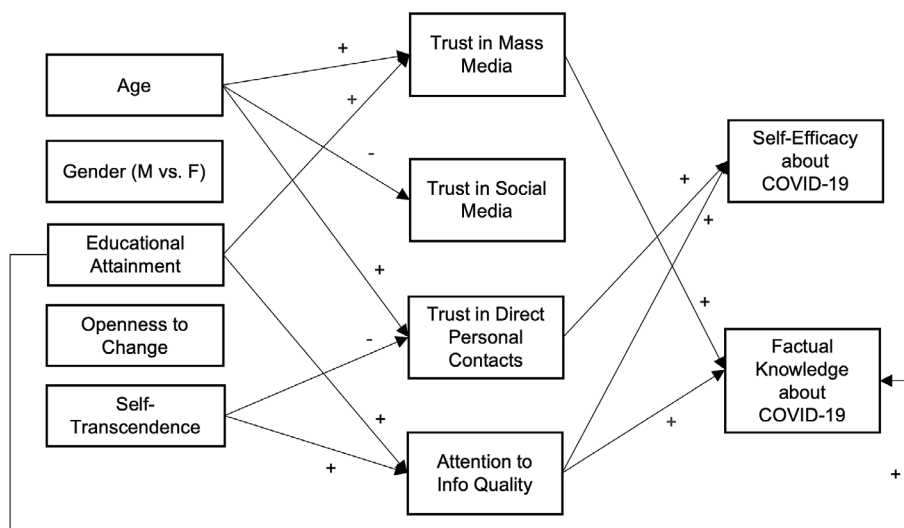 Age
Gender (M vs. F)
Educational
Attainment
Openness to
Change
Self-
Transcendence
+
+
-
+
-
+
+
Trust in Mass
Media
Trust in Social
Media
Trust in Direct
Personal
Contacts
Attention to
Info Quality
+
+
+
+
Self-Efficacy
about
COVID-19
Factual
Knowledge
about
COVID-19
+